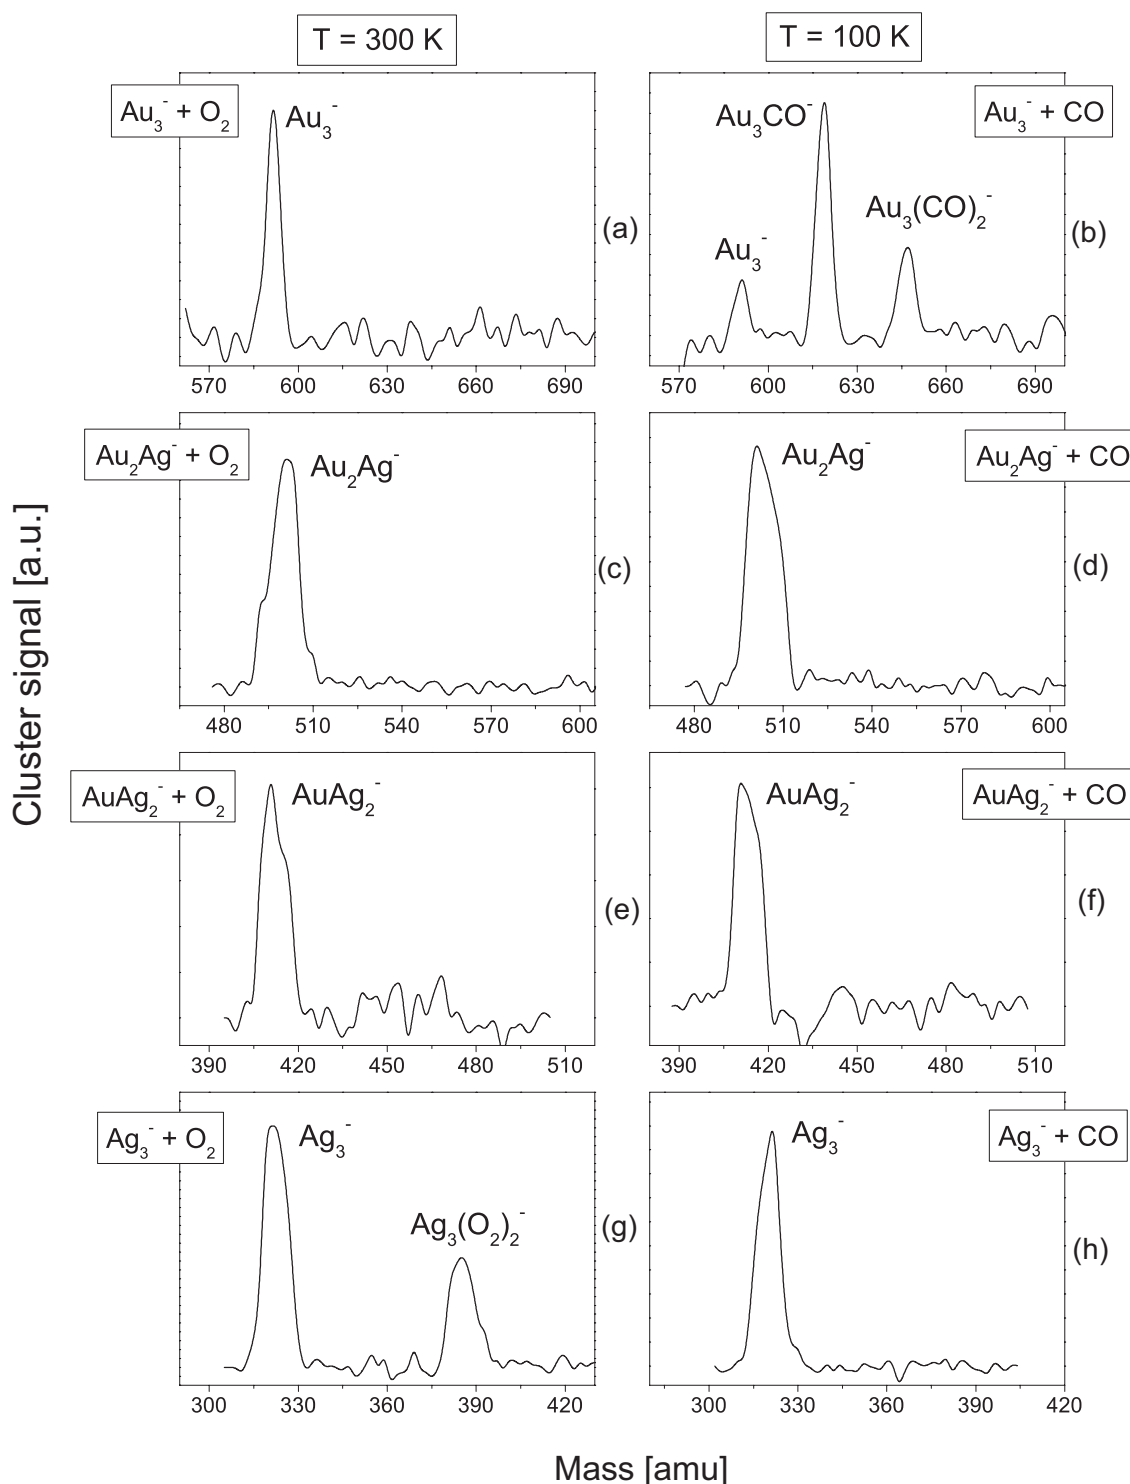 T = 300 K
T = 100 K
Au₃⁻ + O₂
Au₃⁻
(a)
570 600 630 660 690
Au₃CO⁻
Au₃⁻ + CO
Au₃(CO)₂⁻
Au₃⁻
(b)
570 600 630 660 690
Au₂Ag⁻ + O₂
Au₂Ag⁻
(c)
480 510 540 570 600
Au₂Ag⁻
Au₂Ag⁻ + CO
(d)
480 510 540 570 600
Cluster signal [a.u.]
AuAg₂⁻ + O₂
AuAg₂⁻
(e)
390 420 450 480 510
AuAg₂⁻
AuAg₂⁻ + CO
(f)
390 420 450 480 510
Ag₃⁻ + O₂
Ag₃⁻
Ag₃(O₂)₂⁻
(g)
300 330 360 390 420
Ag₃⁻
Ag₃⁻ + CO
(h)
300 330 360 390 420
Mass [amu]